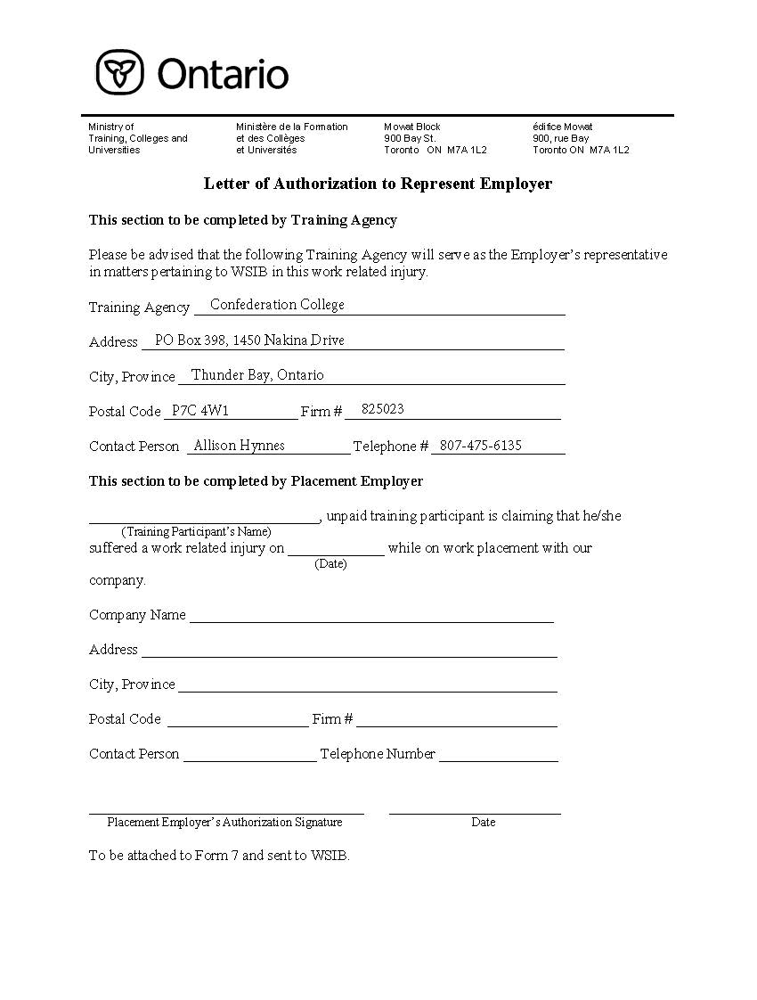 Ontario
Ministry of
Training, Colleges and
Universities
Ministère de la Formation
et des Collèges
et Universités
Mowat Block
900 Bay St.
Toronto ON M7A 1L2
édifice Mowat
900, rue Bay
Toronto ON M7A 1L2
Letter of Authorization to Represent Employer
This section to be completed by Training Agency
Please be advised that the following Training Agency will serve as the Employer's representative
in matters pertaining to WSIB in this work related injury.
Training Agency Confederation College
Address PO Box 398, 1450 Nakina Drive
City, Province Thunder Bay, Ontario
Postal Code P7C 4W1 Firm # 825023
Contact Person Allison Hynnes Telephone # 807-475-6135
This section to be completed by Placement Employer
, unpaid training participant is claiming that he/she
(Training Participant's Name)
suffered a work related injury on while on work placement with our
(Date)
company.
Company Name
Address
City, Province
Postal Code Firm #
Contact Person Telephone Number
Placement Employer's Authorization Signature Date
To be attached to Form 7 and sent to WSIB.